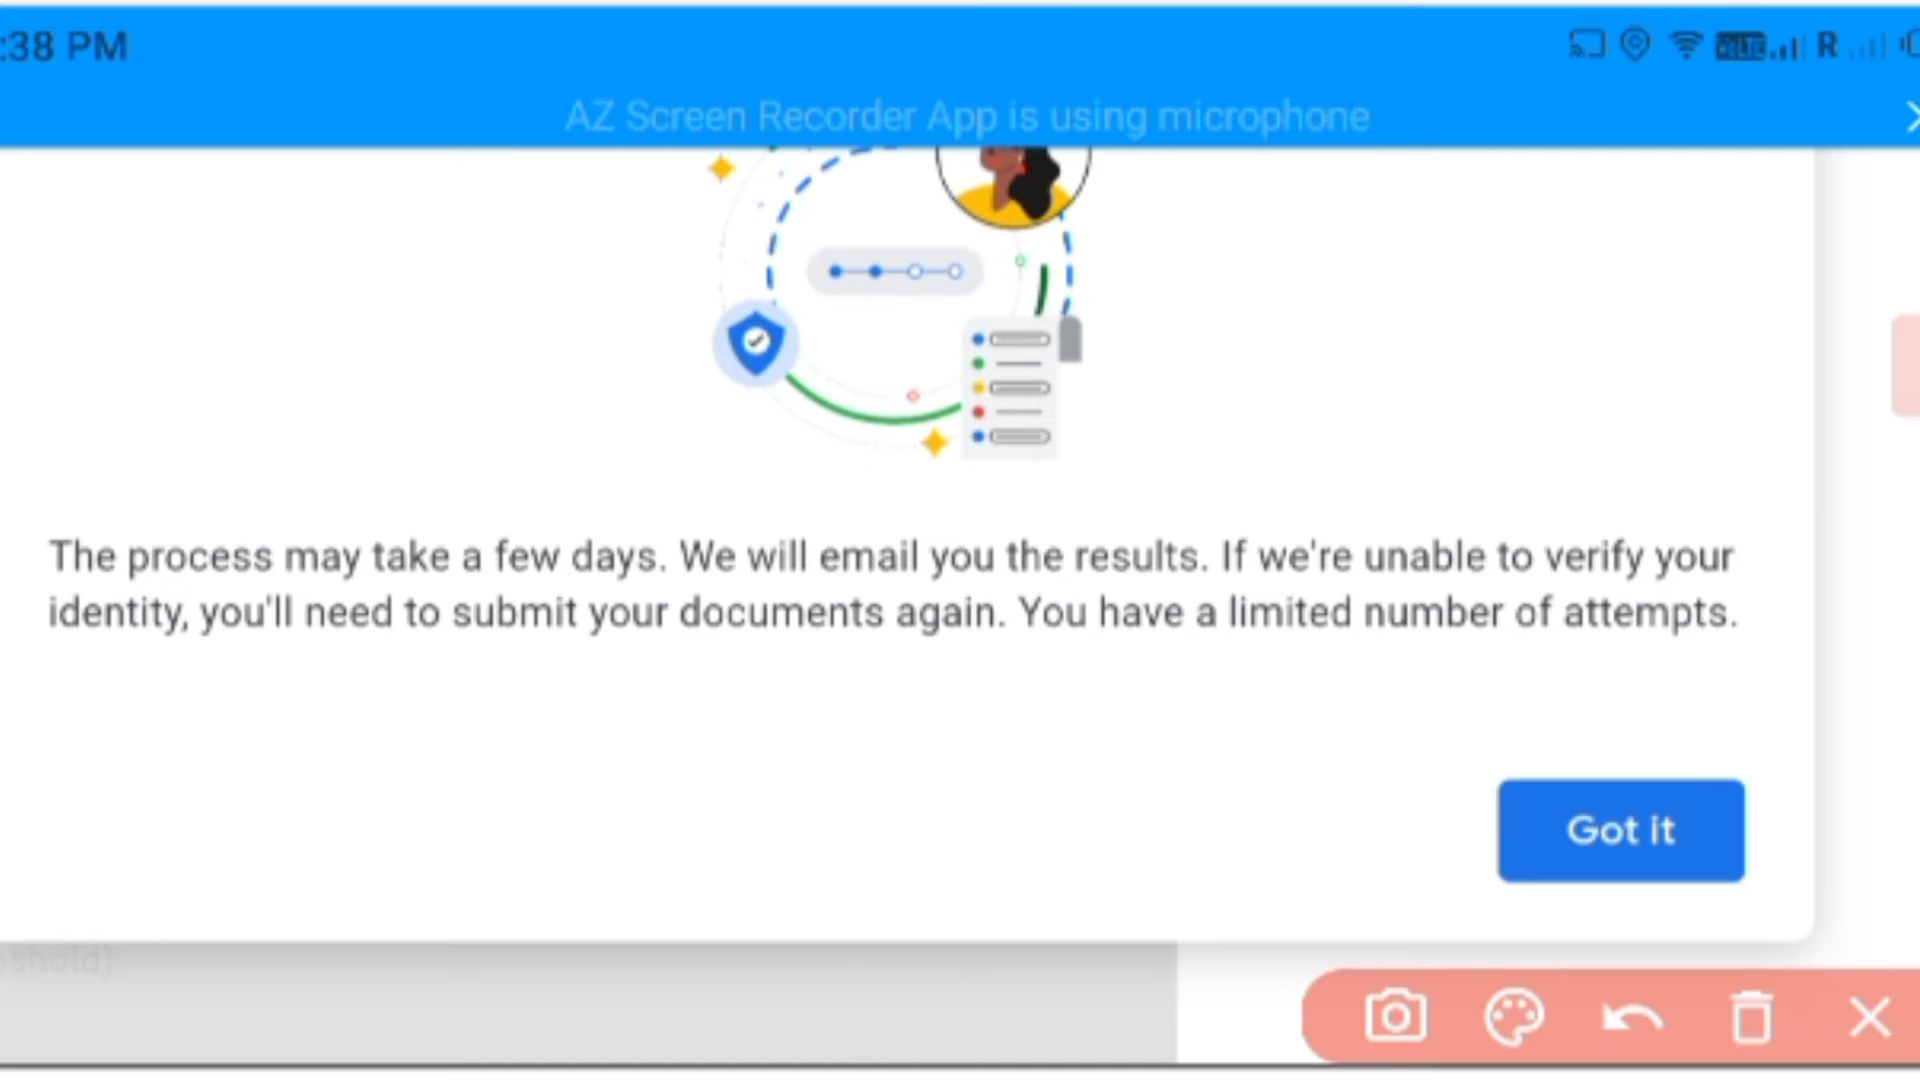 :38 PM
R
AZ Screen Recorder App is using microphone
The process may take a few days. We will email you the results. If we're unable to verify your
identity, you'll need to submit your documents again. You have a limited number of attempts.
Got it
shold)